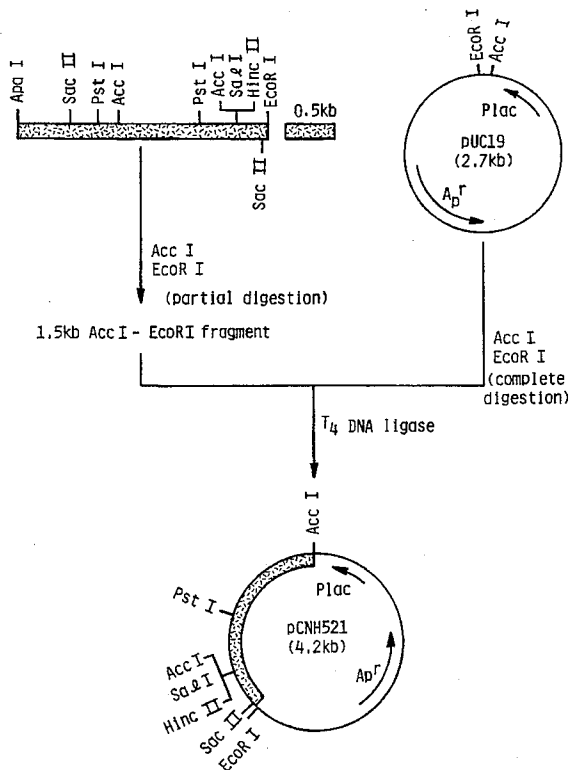 Apa I
Sac II
Pst I
Acc I
Pst I
Acc I
Sal I
Hinc II
EcoR I
0.5kb
Sac II
EcoR I
Acc I
Plac
pUC19
(2.7kb)
Apr
Acc I
EcoR I
(partial digestion)
1.5kb Acc I - EcoRI fragment
Acc I
EcoR I
(complete
digestion)
T4 DNA ligase
Acc I
Plac
Pst I
pCNH521
(4.2kb)
Apr
Acc I
Sal I
Hinc II
Sac II
EcoR I